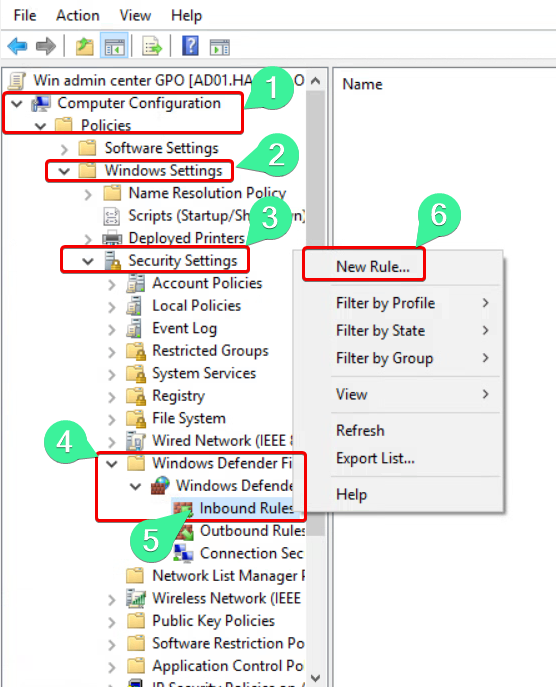 File Action View Help
Win admin center GPO [AD01.HA O
Name
1
Computer Configuration
Policies
Software Settings
2
Windows Settings
Name Resolution Policy
Scripts (Startup/Sh n)
Deployed Printers
3
6
Security Settings
New Rule...
Account Policies
Local Policies
Filter by Profile
Event Log
Filter by State
Restricted Groups
Filter by Group
System Services
Registry
View
File System
Refresh
4
Wired Network (IEEE 8
Export List...
Windows Defender Fi
Windows Defende
Help
Inbound Rules
5
Outbound Rules
Connection Sec
Network List Manager P
Wireless Network (IEEE
Public Key Policies
Software Restriction Po
Application Control Po
IP Security Policies on A